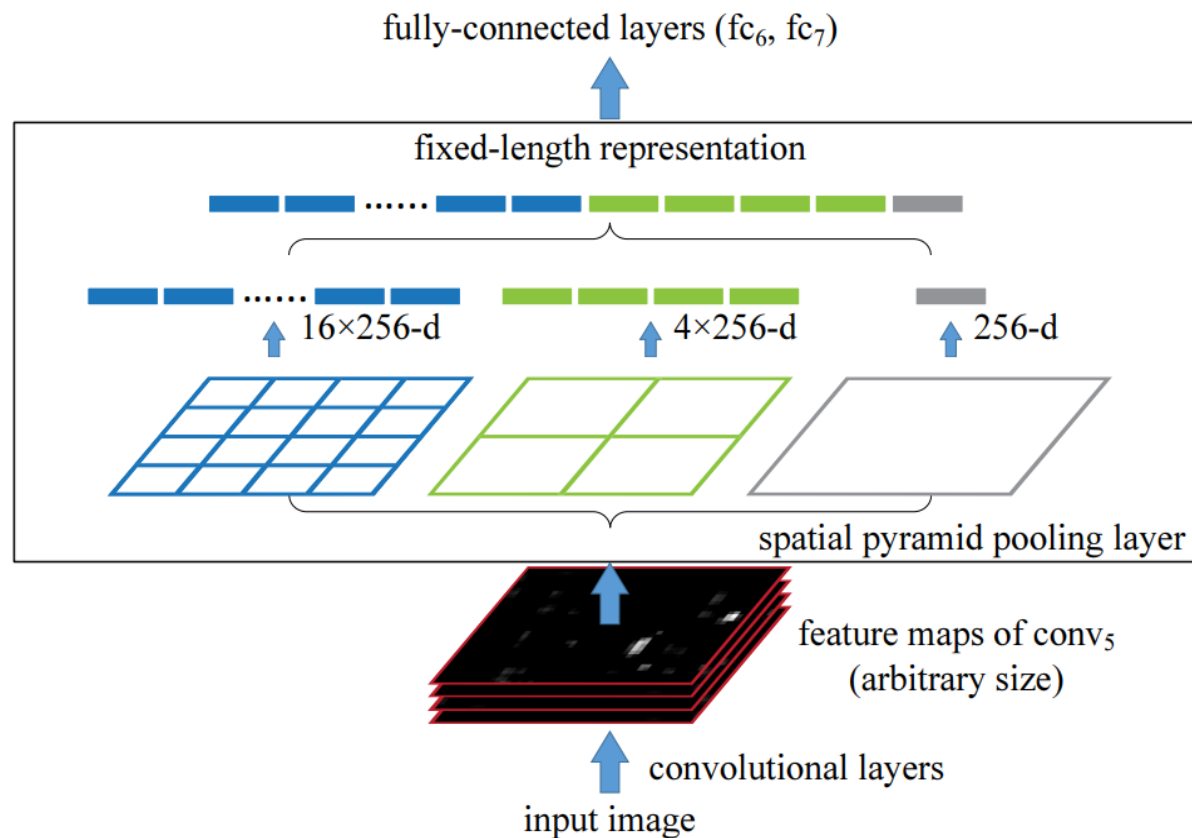 fully-connected layers (fc₆, fc₇)
fixed-length representation
......
......
16×256-d
4×256-d
256-d
spatial pyramid pooling layer
feature maps of conv₅
(arbitrary size)
convolutional layers
input image